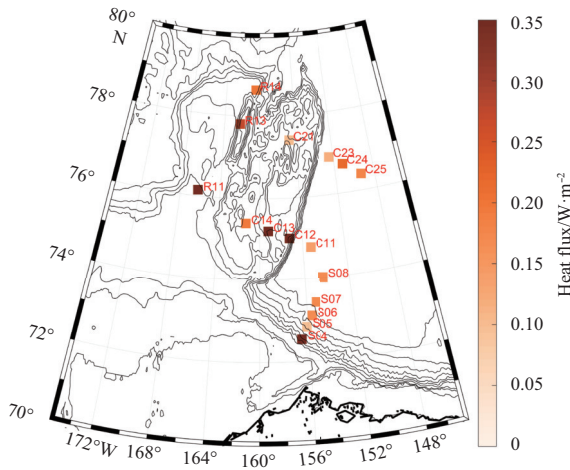 80°
N
78°
76°
74°
72°
70°
172°W
168°
164°
160°
156°
152°
148°
R13
R11
C21
C23
C24
C25
C14
C13
C12
C11
S08
S07
S06
S05
0.35
0.30
0.25
0.20
0.15
0.10
0.05
0
Heat flux/W·m⁻²